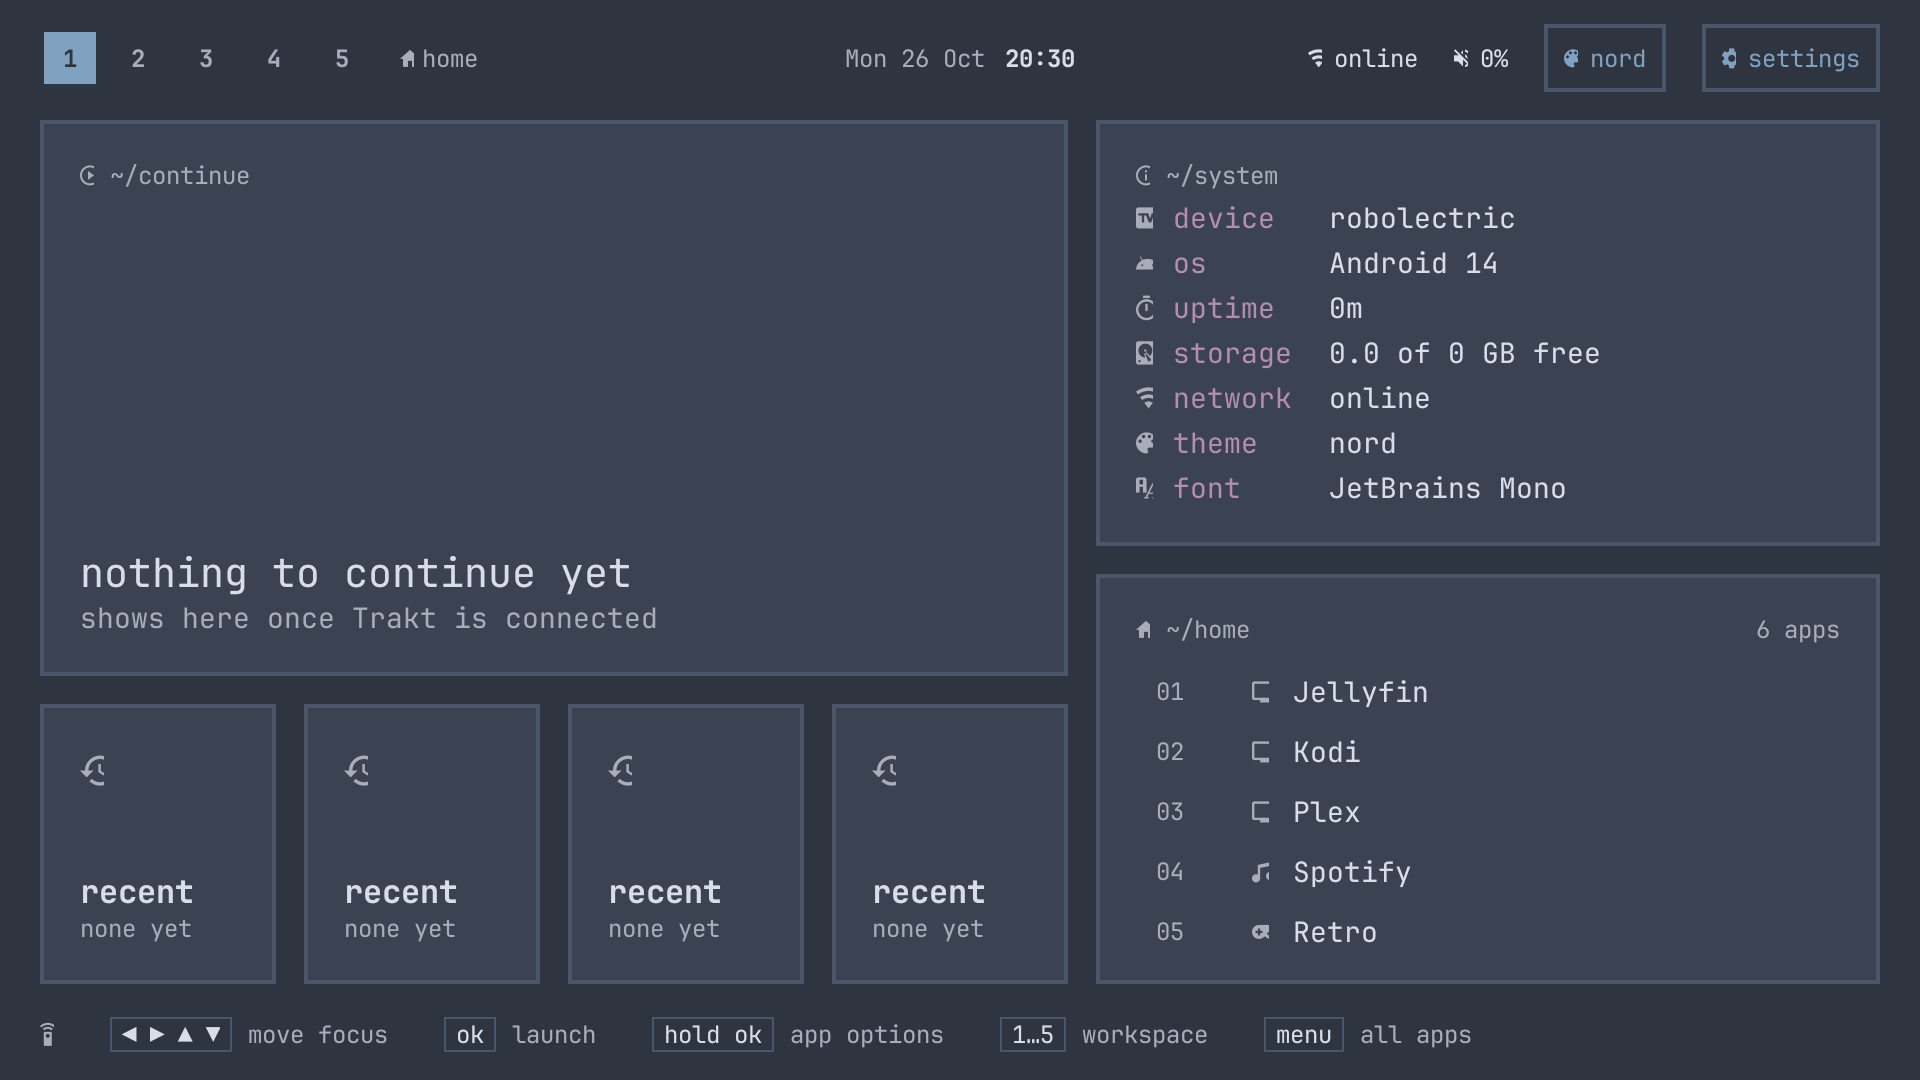 1 2 3 4 5 home
Mon 26 Oct 20:30
online 0% nord settings
~/continue
nothing to continue yet
shows here once Trakt is connected
recent
none yet
recent
none yet
recent
none yet
recent
none yet
~/system
device robolectric
os Android 14
uptime 0m
storage 0.0 of 0 GB free
network online
theme nord
font JetBrains Mono
~/home 6 apps
01 Jellyfin
02 Kodi
03 Plex
04 Spotify
05 Retro
◀ ▶ ▲ ▼ move focus ok launch hold ok app options 1…5 workspace menu all apps